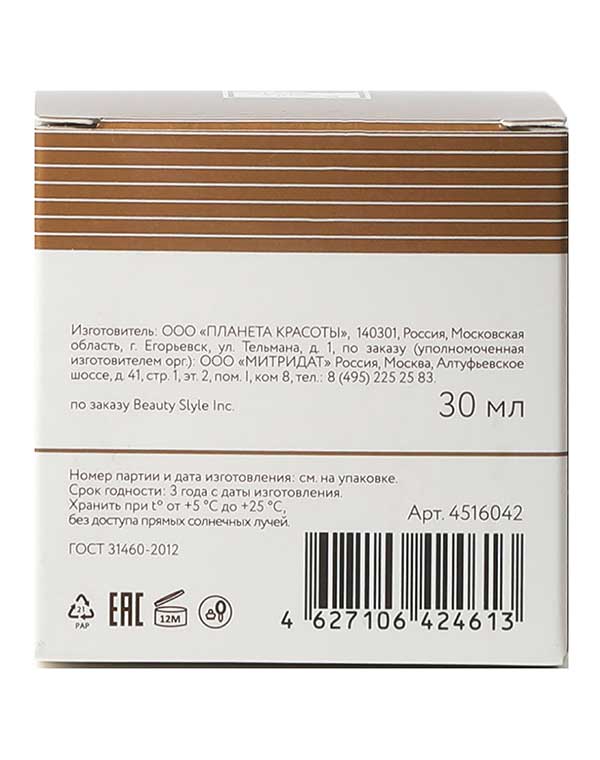 Изготовитель: ООО «ПЛАНЕТА КРАСОТЫ», 140301, Россия, Московская
область, г. Егорьевск, ул. Тельмана, д. 1, по заказу (уполномоченная
изготовителем орг.): ООО «МИТРИДАТ» Россия, Москва, Алтуфьевское
шоссе, д. 41, стр. 1, эт. 2, пом. I, ком 8, тел.: 8 (495) 225 25 83.
по заказу Beauty Slyle Inc.
30 мл
Номер партии и дата изготовления: см. на упаковке.
Срок годности: 3 года с даты изготовления.
Хранить при t° от +5 °C до +25 °C,
без доступа прямых солнечных лучей.
Арт. 4516042
ГОСТ 31460-2012
21
PAP
EAC
12M
4 627106 424613